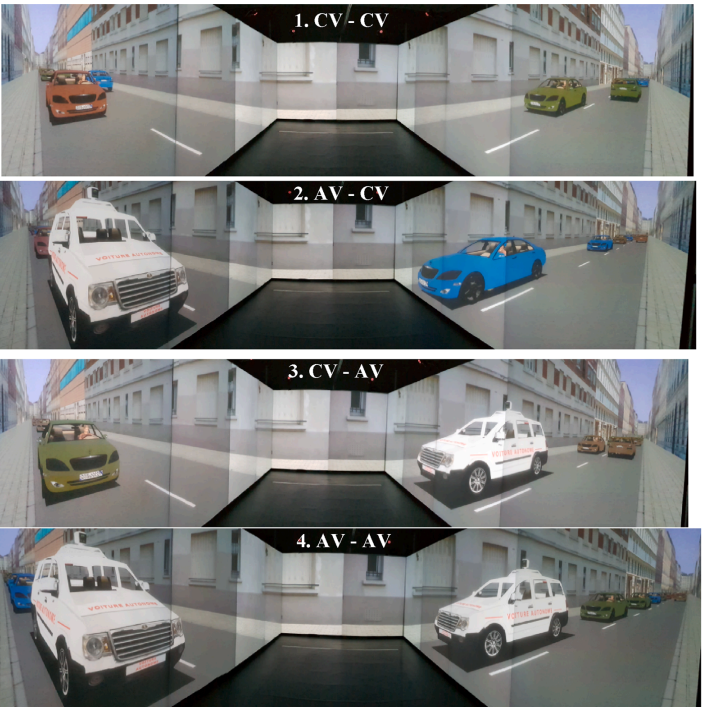 1. CV - CV
2. AV - CV
VOITURE AUTONOME
3. CV - AV
VOITURE AUTONOME
4. AV - AV
VOITURE AUTONOME
VOITURE AUTONOME